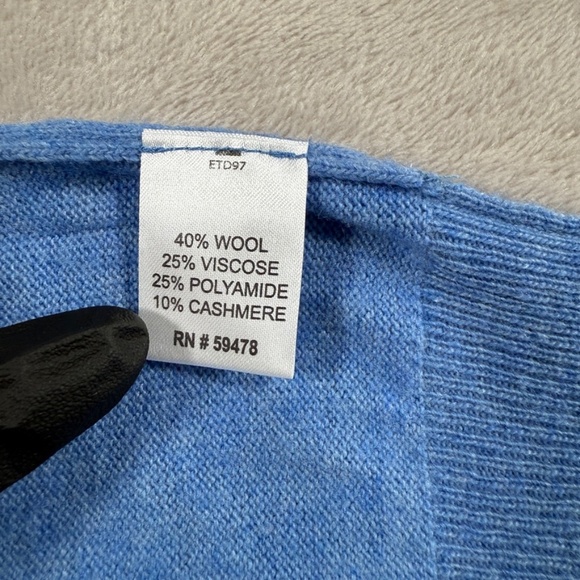 ETD97
40% WOOL
25% VISCOSE
25% POLYAMIDE
10% CASHMERE
RN # 59478